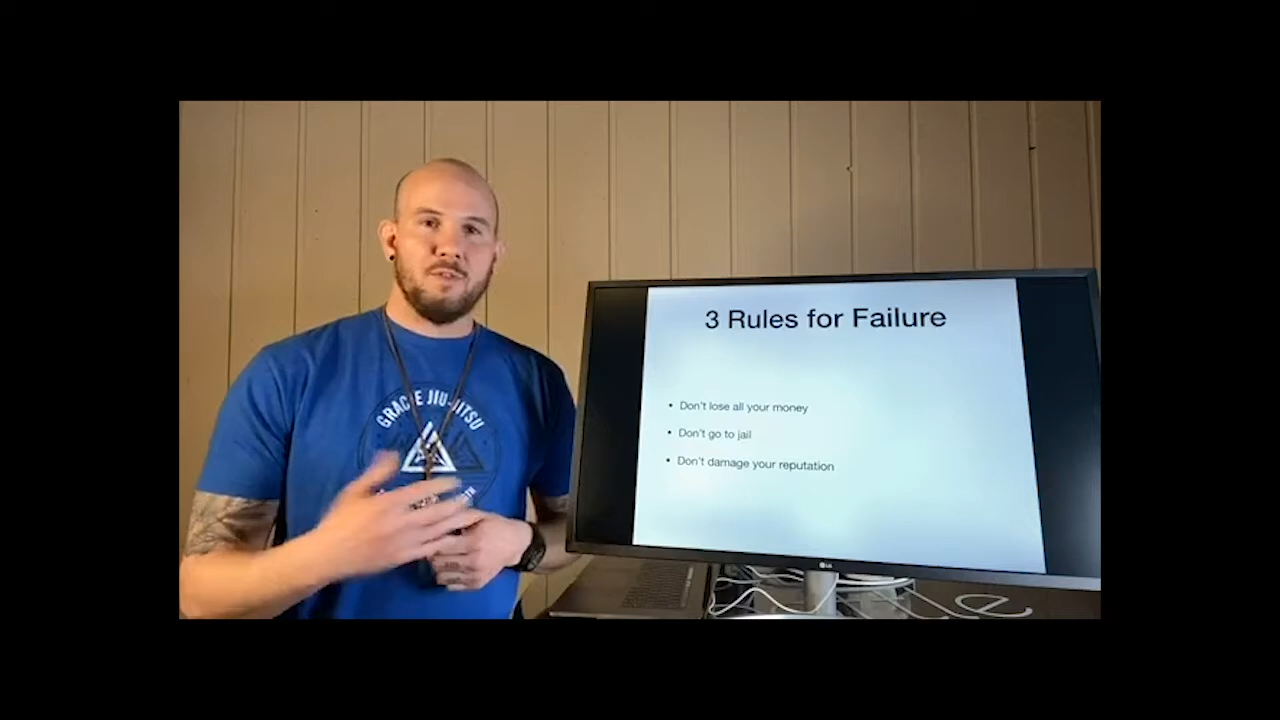 3 Rules for Failure
• Don't lose all your money
• Don't go to jail
• Don't damage your reputation
GRACIE JIU-JITSU
LG